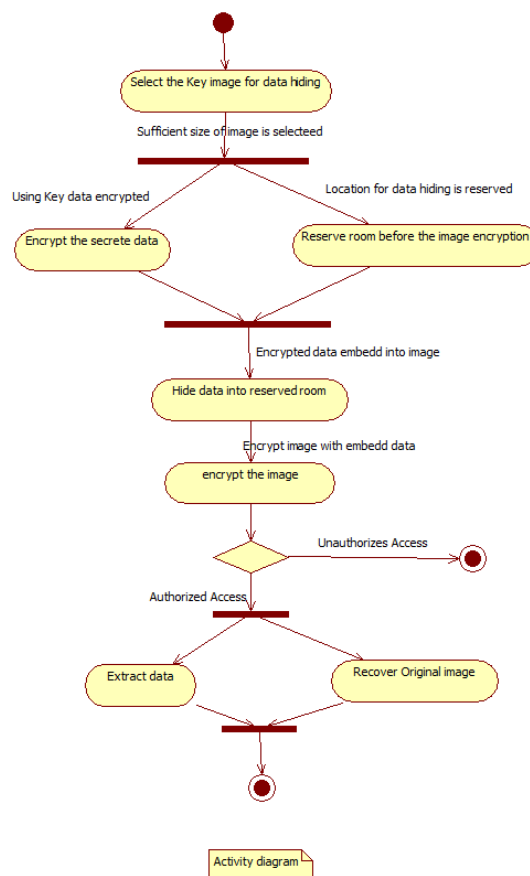 Select the Key image for data hiding
Sufficient size of image is selecteed
Using Key data encrypted
Location for data hiding is reserved
Encrypt the secrete data
Reserve room before the image encryption
Encrypted data embedd into image
Hide data into reserved room
Encrypt image with embedd data
encrypt the image
Unauthorizes Access
Authorized Access
Extract data
Recover Original image
Activity diagram